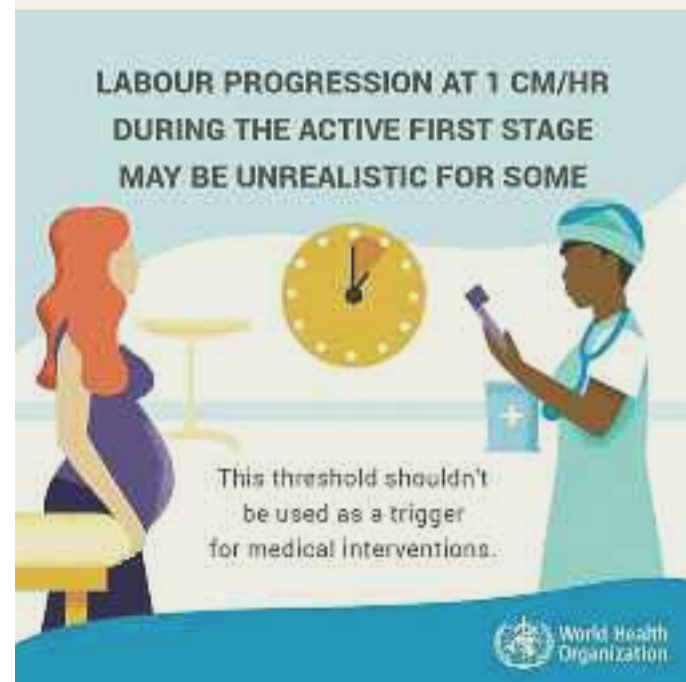 LABOUR PROGRESSION AT 1 CM/HR
DURING THE ACTIVE FIRST STAGE
MAY BE UNREALISTIC FOR SOME
This threshold shouldn't
be used as a trigger
for medical interventions.
World Health
Organization